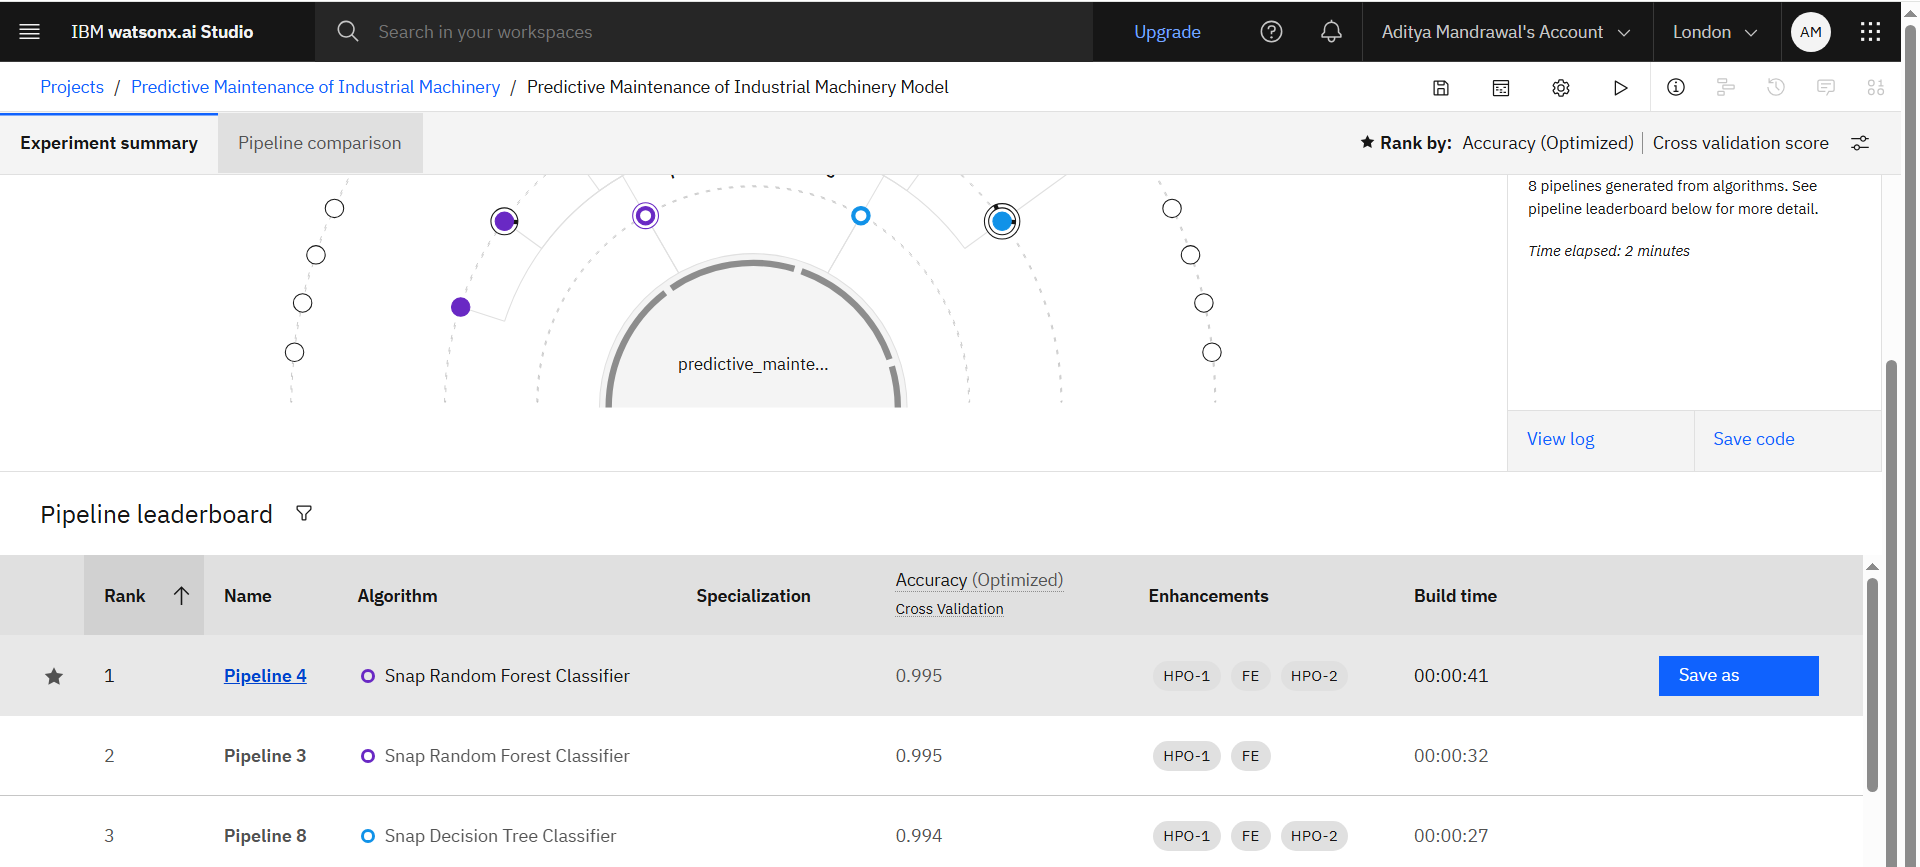 IBM watsonx.ai Studio
Search in your workspaces
Upgrade
Aditya Mandrawal's Account
London
AM
Projects / Predictive Maintenance of Industrial Machinery / Predictive Maintenance of Industrial Machinery Model
Experiment summary
Pipeline comparison
Rank by: Accuracy (Optimized) | Cross validation score
8 pipelines generated from algorithms. See
pipeline leaderboard below for more detail.
Time elapsed: 2 minutes
predictive_mainte...
View log
Save code
Pipeline leaderboard
Rank Name Algorithm Specialization Accuracy (Optimized) Enhancements Build time
Cross Validation
1 Pipeline 4 Snap Random Forest Classifier 0.995 HPO-1 FE HPO-2 00:00:41 Save as
2 Pipeline 3 Snap Random Forest Classifier 0.995 HPO-1 FE 00:00:32
3 Pipeline 8 Snap Decision Tree Classifier 0.994 HPO-1 FE HPO-2 00:00:27